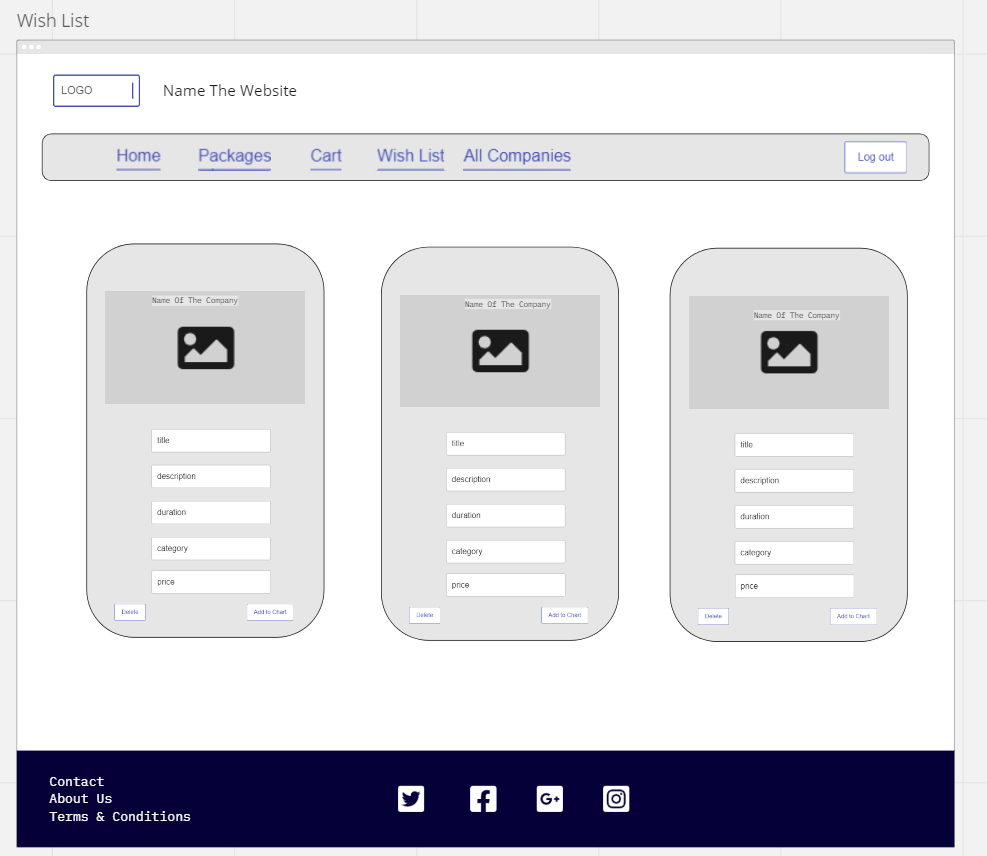 Wish List
LOGO
Name The Website
Home Packages Cart Wish List All Companies Log out
Name Of The Company
title
description
duration
category
price
Delete Add to Chart
Name Of The Company
title
description
duration
category
price
Delete Add to Chart
Name Of The Company
title
description
duration
category
price
Delete Add to Chart
Contact
About Us
Terms & Conditions
G+